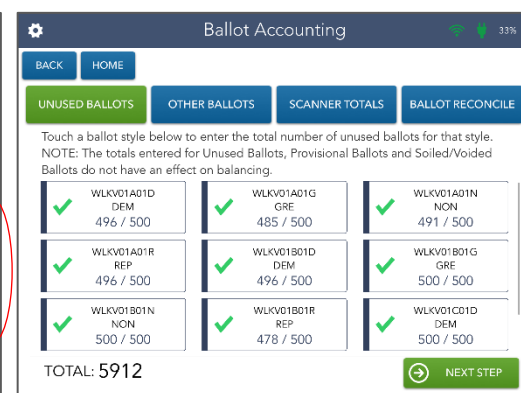 Ballot Accounting
33%
BACK HOME
UNUSED BALLOTS OTHER BALLOTS SCANNER TOTALS BALLOT RECONCILE
Touch a ballot style below to enter the total number of unused ballots for that style.
NOTE: The totals entered for Unused Ballots, Provisional Ballots and Soiled/Voided
Ballots do not have an effect on balancing.
WLKV01A01D WLKV01A01G WLKV01A01N
DEM GRE NON
496 / 500 485 / 500 491 / 500
WLKV01A01R WLKV01B01D WLKV01B01G
REP DEM GRE
496 / 500 496 / 500 500 / 500
WLKV01B01N WLKV01B01R WLKV01C01D
NON REP DEM
500 / 500 478 / 500 500 / 500
TOTAL: 5912 NEXT STEP